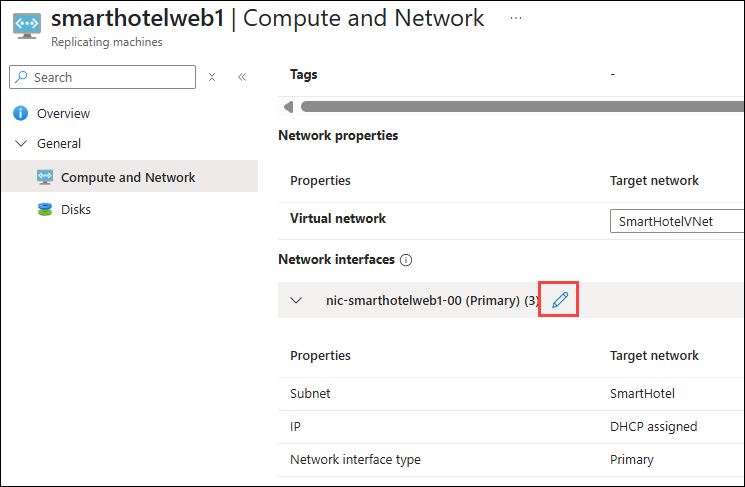 smarthotelweb1 | Compute and Network ...
Replicating machines
Search
Overview
General
Compute and Network
Disks
Tags -
Network properties
Properties Target network
Virtual network SmartHotelVNet
Network interfaces
nic-smarthotelweb1-00 (Primary) (3)
Properties Target network
Subnet SmartHotel
IP DHCP assigned
Network interface type Primary